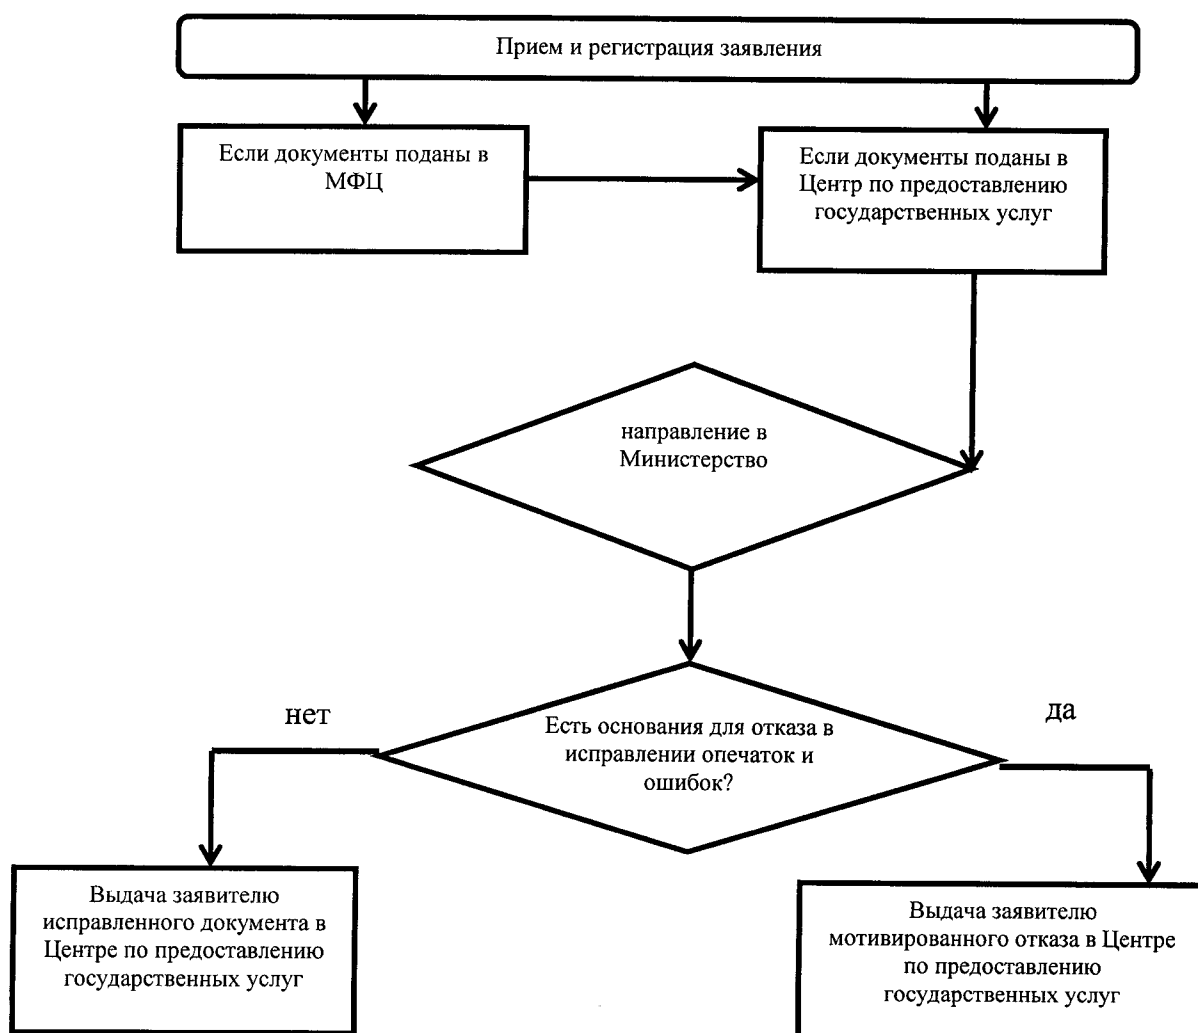 Прием и регистрация заявления
Если документы поданы в
МФЦ
Если документы поданы в
Центр по предоставлению
государственных услуг
направление в
Министерство
нет
да
Есть основания для отказа в
исправлении опечаток и
ошибок?
Выдача заявителю
исправленного документа в
Центре по предоставлению
государственных услуг
Выдача заявителю
мотивированного отказа в Центре
по предоставлению
государственных услуг